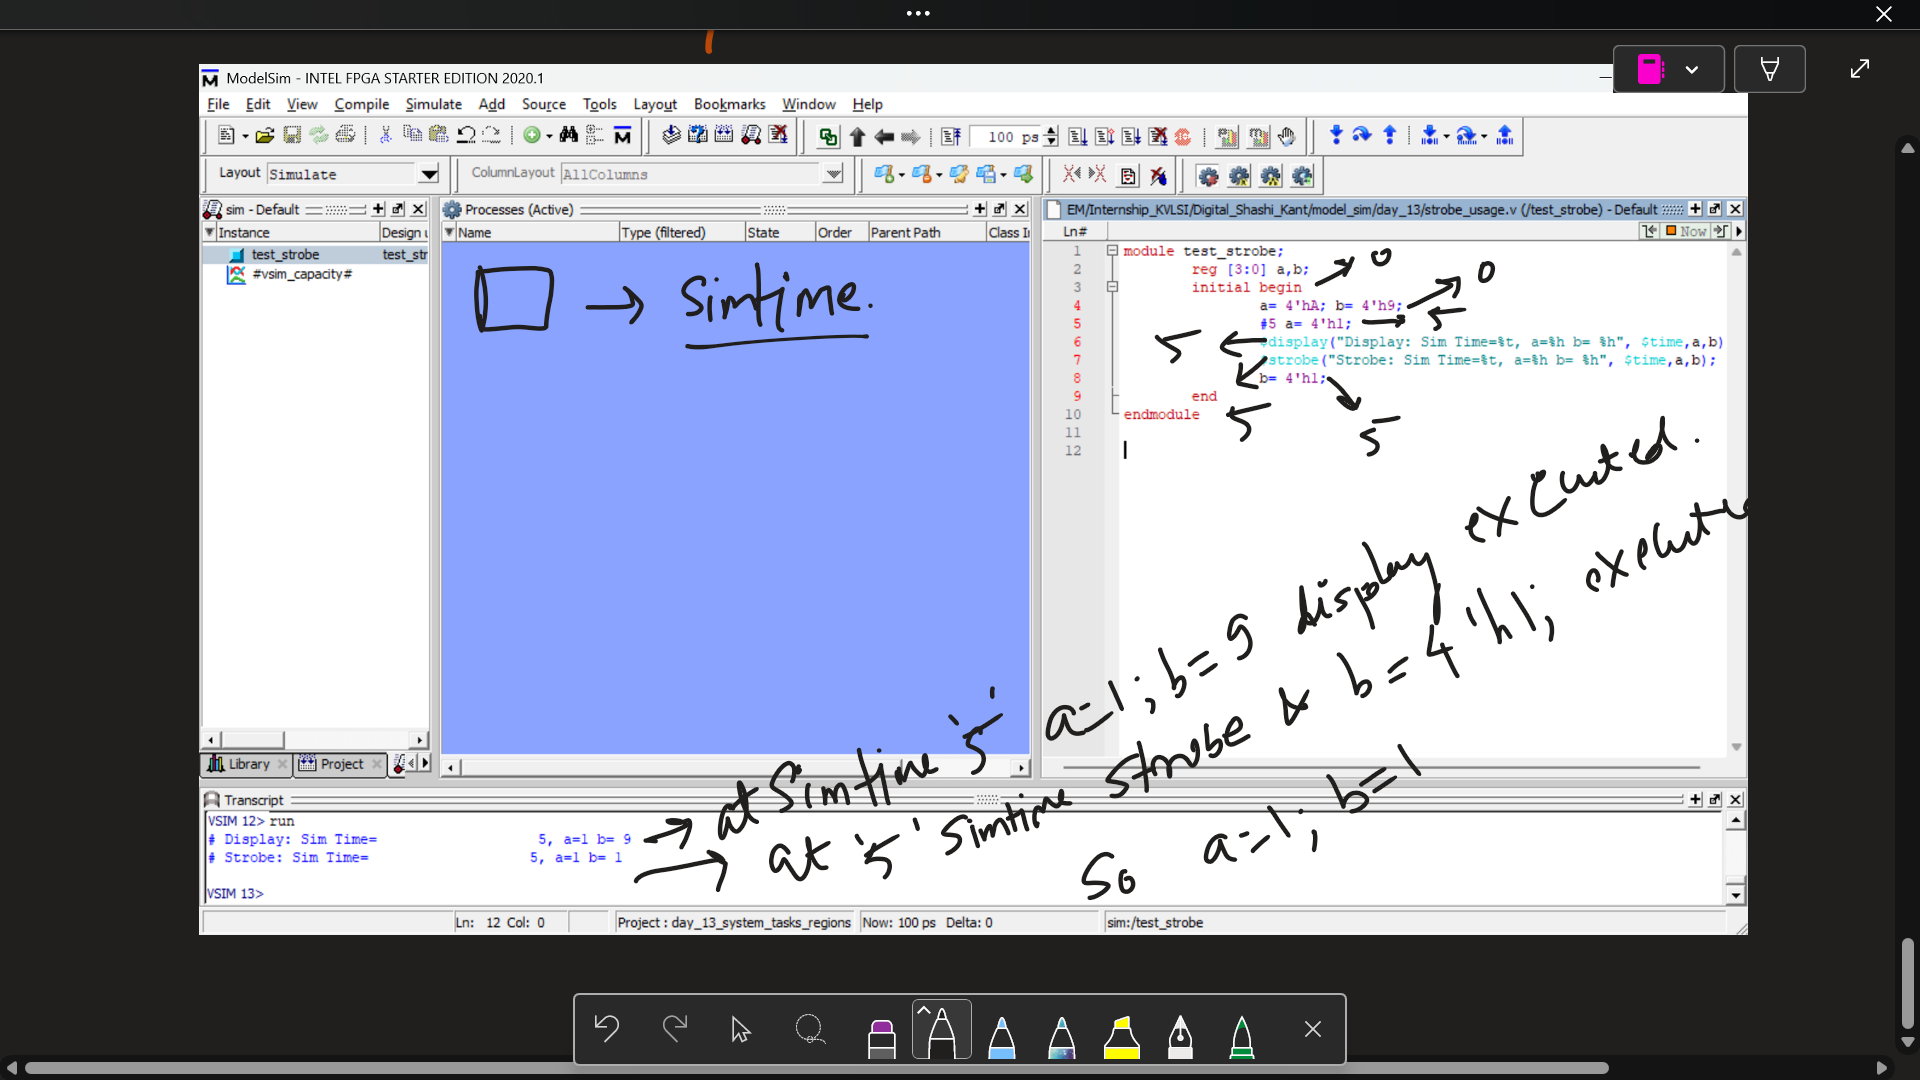 ModelSim - INTEL FPGA STARTER EDITION 2020.1
File Edit View Compile Simulate Add Source Tools Layout Bookmarks Window Help
100 ps
Layout Simulate ColumnLayout AllColumns
sim - Default
Instance Design u
test_strobe test_str
#vsim_capacity#
Library Project
Processes (Active)
Name Type (filtered) State Order Parent Path Class In
→ Simtime.
EM/Internship_KVLSI/Digital_Shashi_Kant/model_sim/day_13/strobe_usage.v (/test_strobe) - Default
Ln# Now
1 module test_strobe;
2 reg [3:0] a,b; → 0
3 initial begin → 0
4 a= 4'hA; b= 4'h9;
5 #5 a= 4'h1; → 5
6 $display("Display: Sim Time=%t, a=%h b= %h", $time,a,b)
5 ←
7 $strobe("Strobe: Sim Time=%t, a=%h b= %h", $time,a,b);
8 b= 4'h1;
9 end
10 endmodule 5 5
11
12
Transcript
VSIM 12> run
# Display: Sim Time= 5, a=1 b= 9 → at Simtime '5' a=1; b=9 display executed.
# Strobe: Sim Time= 5, a=1 b= 1 → at '5' Simtime Strobe & b=4'h1; executed
So a=1; b=1
VSIM 13>
Ln: 12 Col: 0 Project : day_13_system_tasks_regions Now: 100 ps Delta: 0 sim:/test_strobe